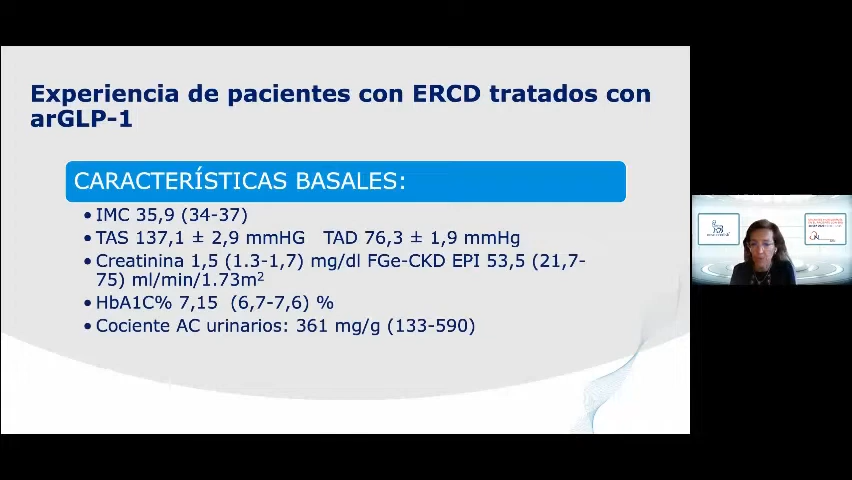 Experiencia de pacientes con ERCD tratados con
arGLP-1
CARACTERÍSTICAS BASALES:
• IMC 35,9 (34-37)
• TAS 137,1 ± 2,9 mmHG   TAD 76,3 ± 1,9 mmHg
• Creatinina 1,5 (1.3-1,7) mg/dl FGe-CKD EPI 53,5 (21,7-
75) ml/min/1.73m²
• HbA1C% 7,15  (6,7-7,6) %
• Cociente AC urinarios: 361 mg/g (133-590)